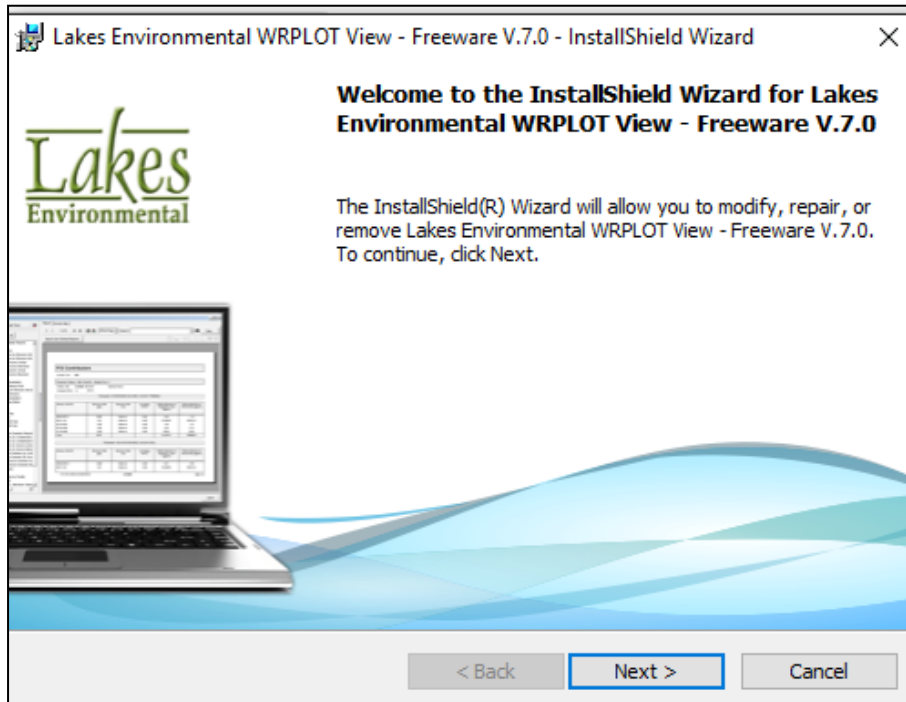 Lakes Environmental WRPLOT View - Freeware V.7.0 - InstallShield Wizard
Lakes
Environmental
Welcome to the InstallShield Wizard for Lakes
Environmental WRPLOT View - Freeware V.7.0
The InstallShield(R) Wizard will allow you to modify, repair, or
remove Lakes Environmental WRPLOT View - Freeware V.7.0.
To continue, click Next.
< Back
Next >
Cancel